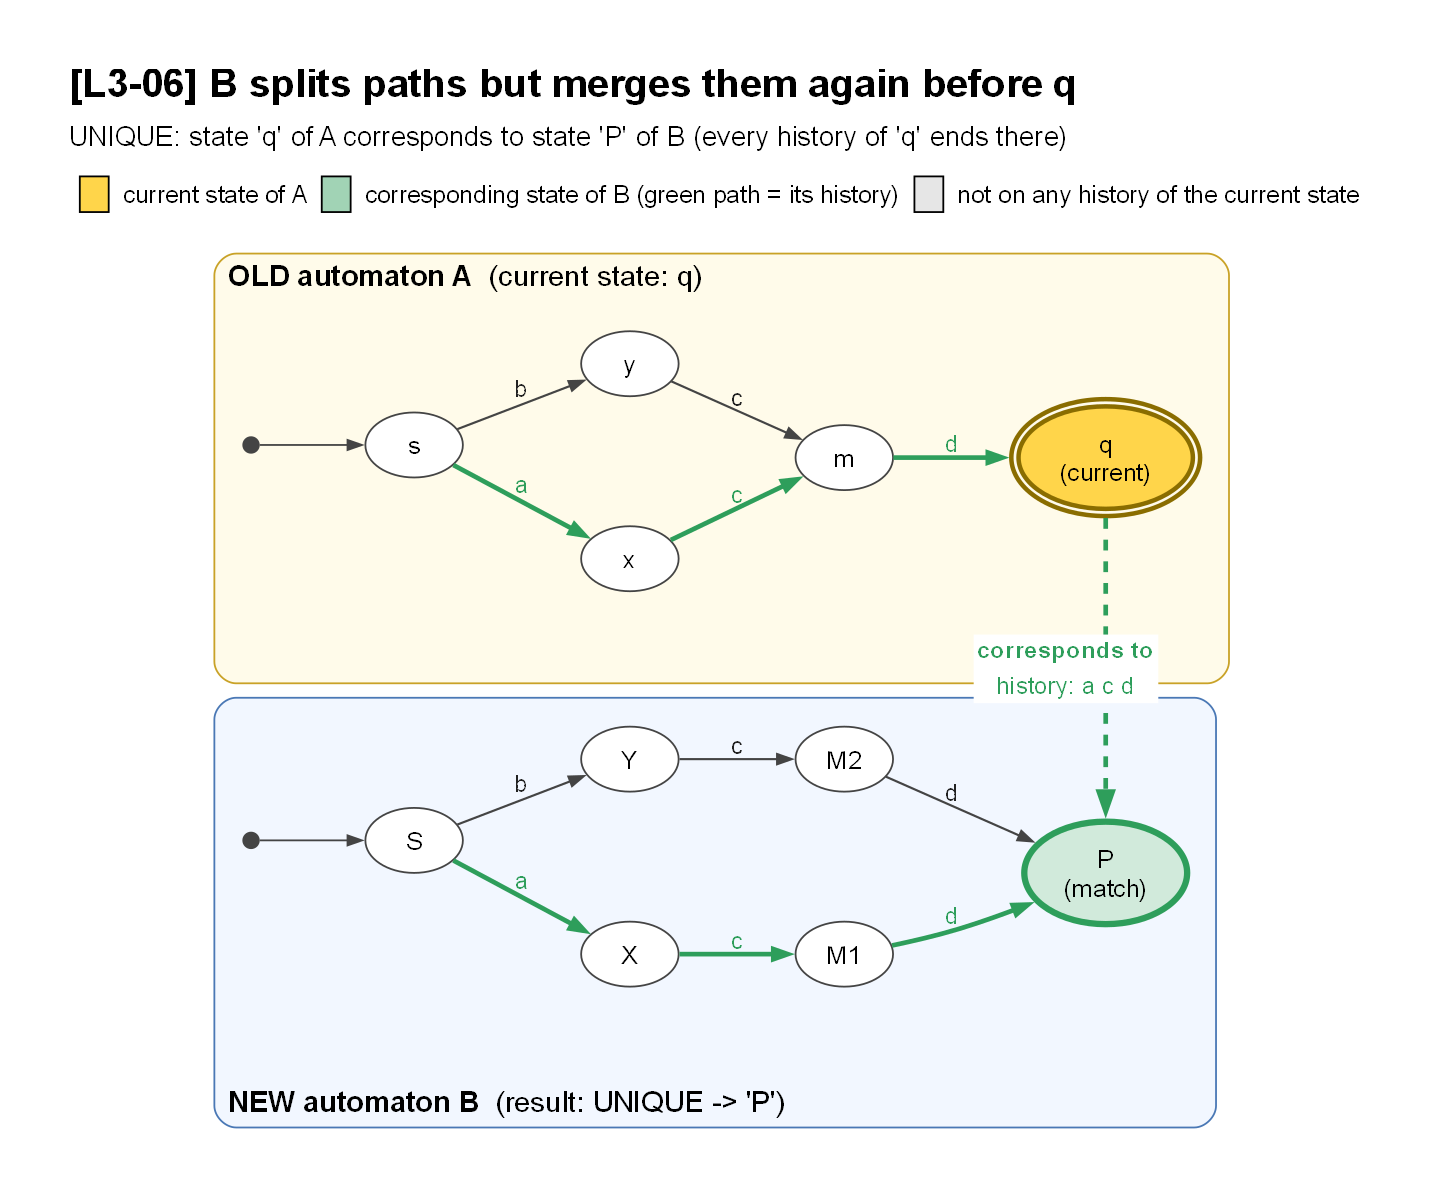 [L3-06] B splits paths but merges them again before q
UNIQUE: state 'q' of A corresponds to state 'P' of B (every history of 'q' ends there)
current state of A
corresponding state of B (green path = its history)
not on any history of the current state
OLD automaton A (current state: q)
y
b
c
s
m
d
q
(current)
a
c
x
corresponds to
history: a c d
Y
c
M2
b
d
S
P
(match)
a
d
X
c
M1
NEW automaton B (result: UNIQUE -> 'P')